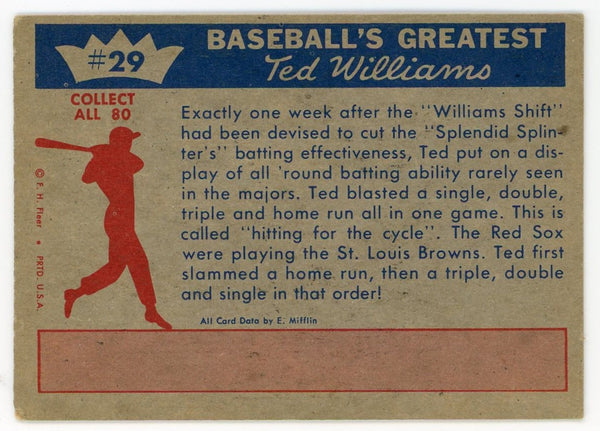 #29
BASEBALL'S GREATEST
Ted Williams
COLLECT
ALL 80
Exactly one week after the "Williams Shift"
had been devised to cut the "Splendid Splin-
ter's" batting effectiveness, Ted put on a dis-
play of all 'round batting ability rarely seen
in the majors. Ted blasted a single, double,
triple and home run all in one game. This is
called "hitting for the cycle". The Red Sox
were playing the St. Louis Browns. Ted first
slammed a home run, then a triple, double
and single in that order!
© F. H. Fleer • PRTD. U.S.A.
All Card Data by E. Mifflin